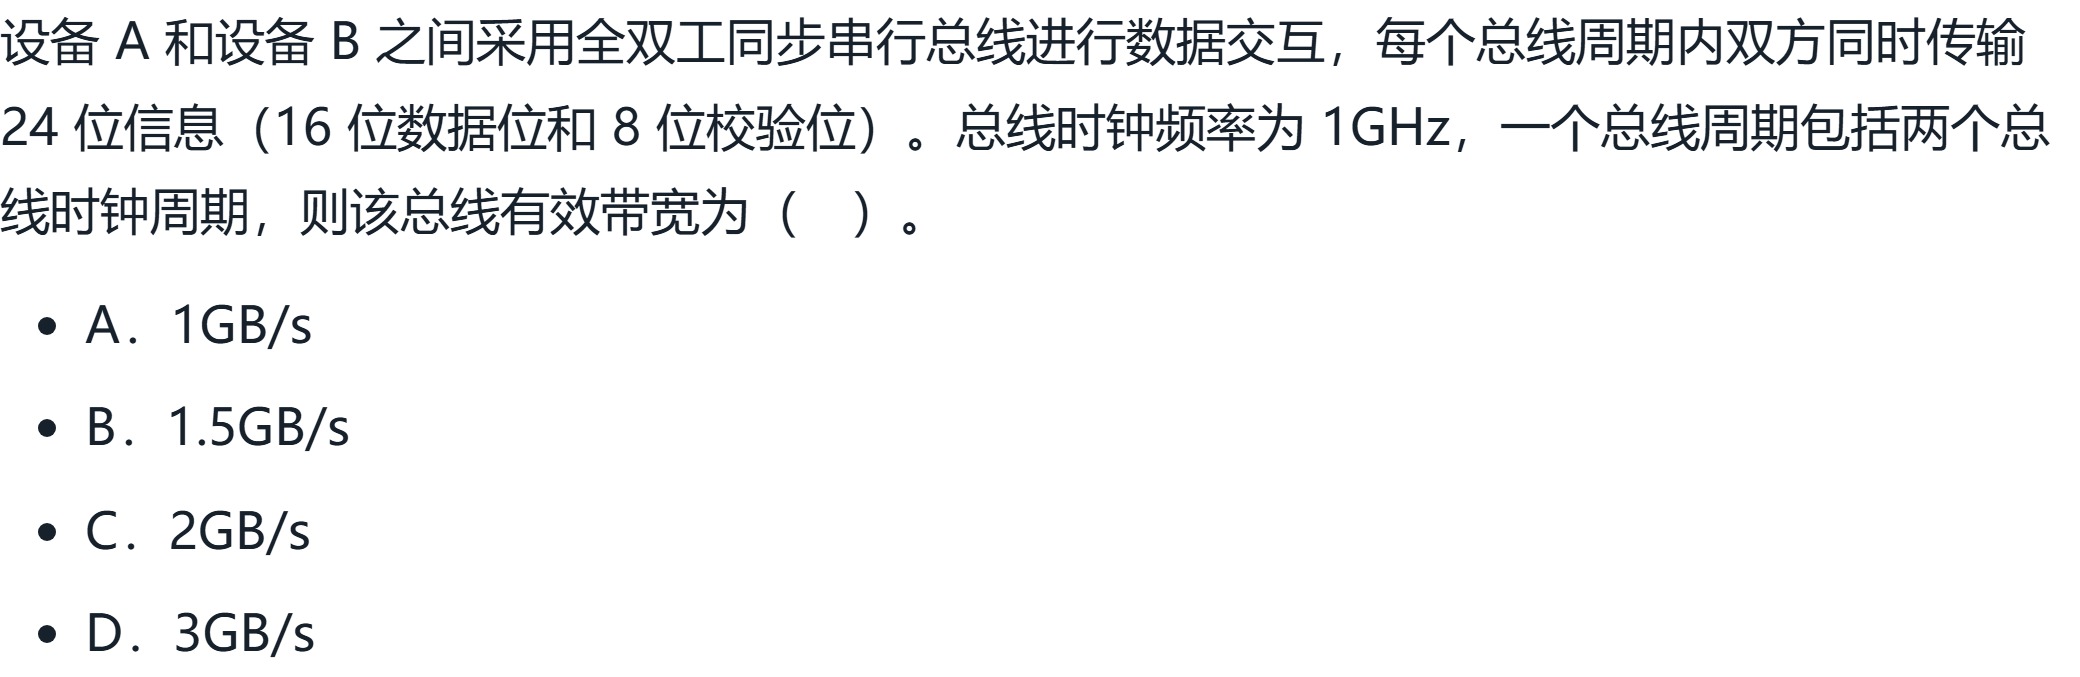 设备 A 和设备 B 之间采用全双工同步串行总线进行数据交互，每个总线周期内双方同时传输
24 位信息（16 位数据位和 8 位校验位）。总线时钟频率为 1GHz，一个总线周期包括两个总
线时钟周期，则该总线有效带宽为（　）。
• A．1GB/s
• B．1.5GB/s
• C．2GB/s
• D．3GB/s